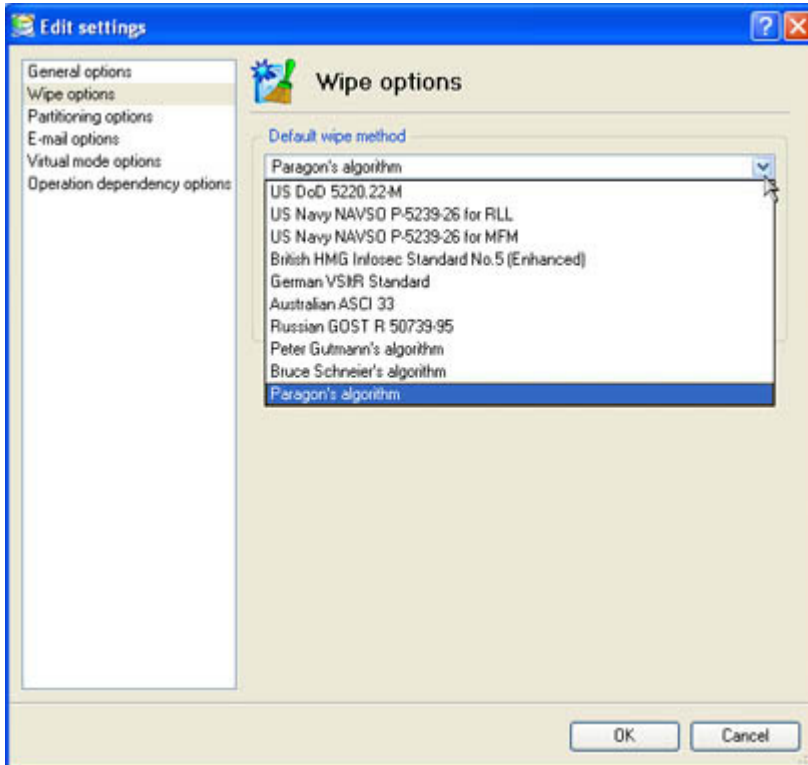 Edit settings
General options
Wipe options
Partitioning options
E-mail options
Virtual mode options
Operation dependency options
Wipe options
Default wipe method
Paragon's algorithm
US DoD 5220.22-M
US Navy NAVSO P-5239-26 for RLL
US Navy NAVSO P-5239-26 for MFM
British HMG Infosec Standard No.5 (Enhanced)
German VSItR Standard
Australian ASCI 33
Russian GOST R 50739-95
Peter Gutmann's algorithm
Bruce Schneier's algorithm
Paragon's algorithm
OK
Cancel